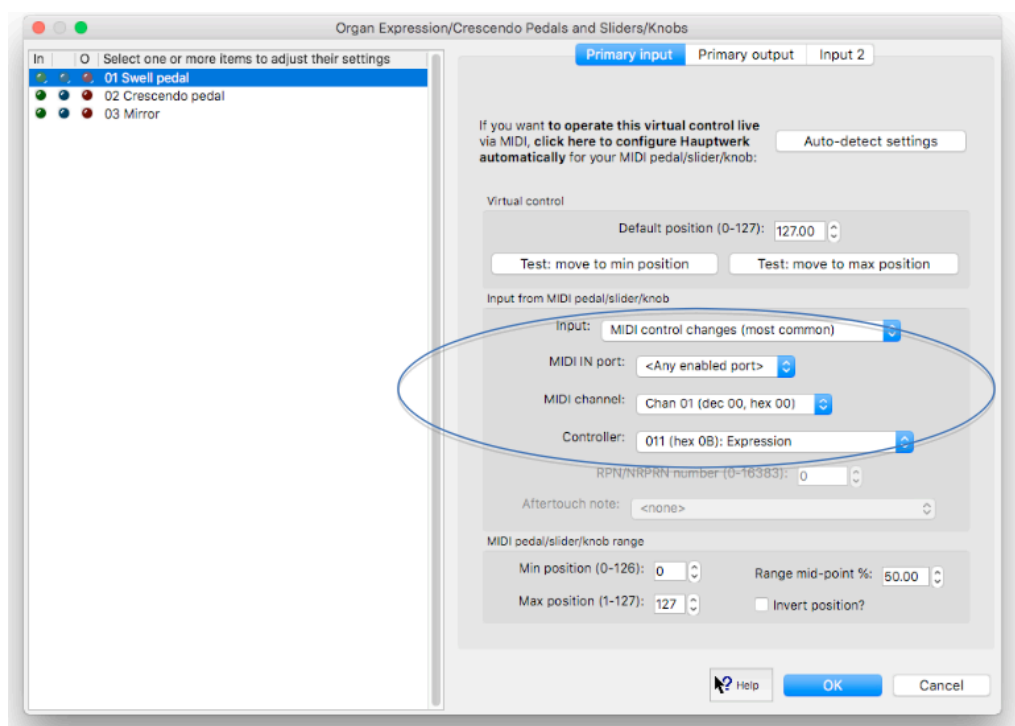 Organ Expression/Crescendo Pedals and Sliders/Knobs
In O Select one or more items to adjust their settings
01 Swell pedal
02 Crescendo pedal
03 Mirror
Primary input Primary output Input 2
If you want to operate this virtual control live
via MIDI, click here to configure Hauptwerk
automatically for your MIDI pedal/slider/knob:
Auto-detect settings
Virtual control
Default position (0-127): 127.00
Test: move to min position Test: move to max position
Input from MIDI pedal/slider/knob
Input: MIDI control changes (most common)
MIDI IN port: <Any enabled port>
MIDI channel: Chan 01 (dec 00, hex 00)
Controller: 011 (hex 0B): Expression
RPN/NRPRN number (0-16383): 0
Aftertouch note: <none>
MIDI pedal/slider/knob range
Min position (0-126): 0 Range mid-point %: 50.00
Max position (1-127): 127 Invert position?
Help OK Cancel